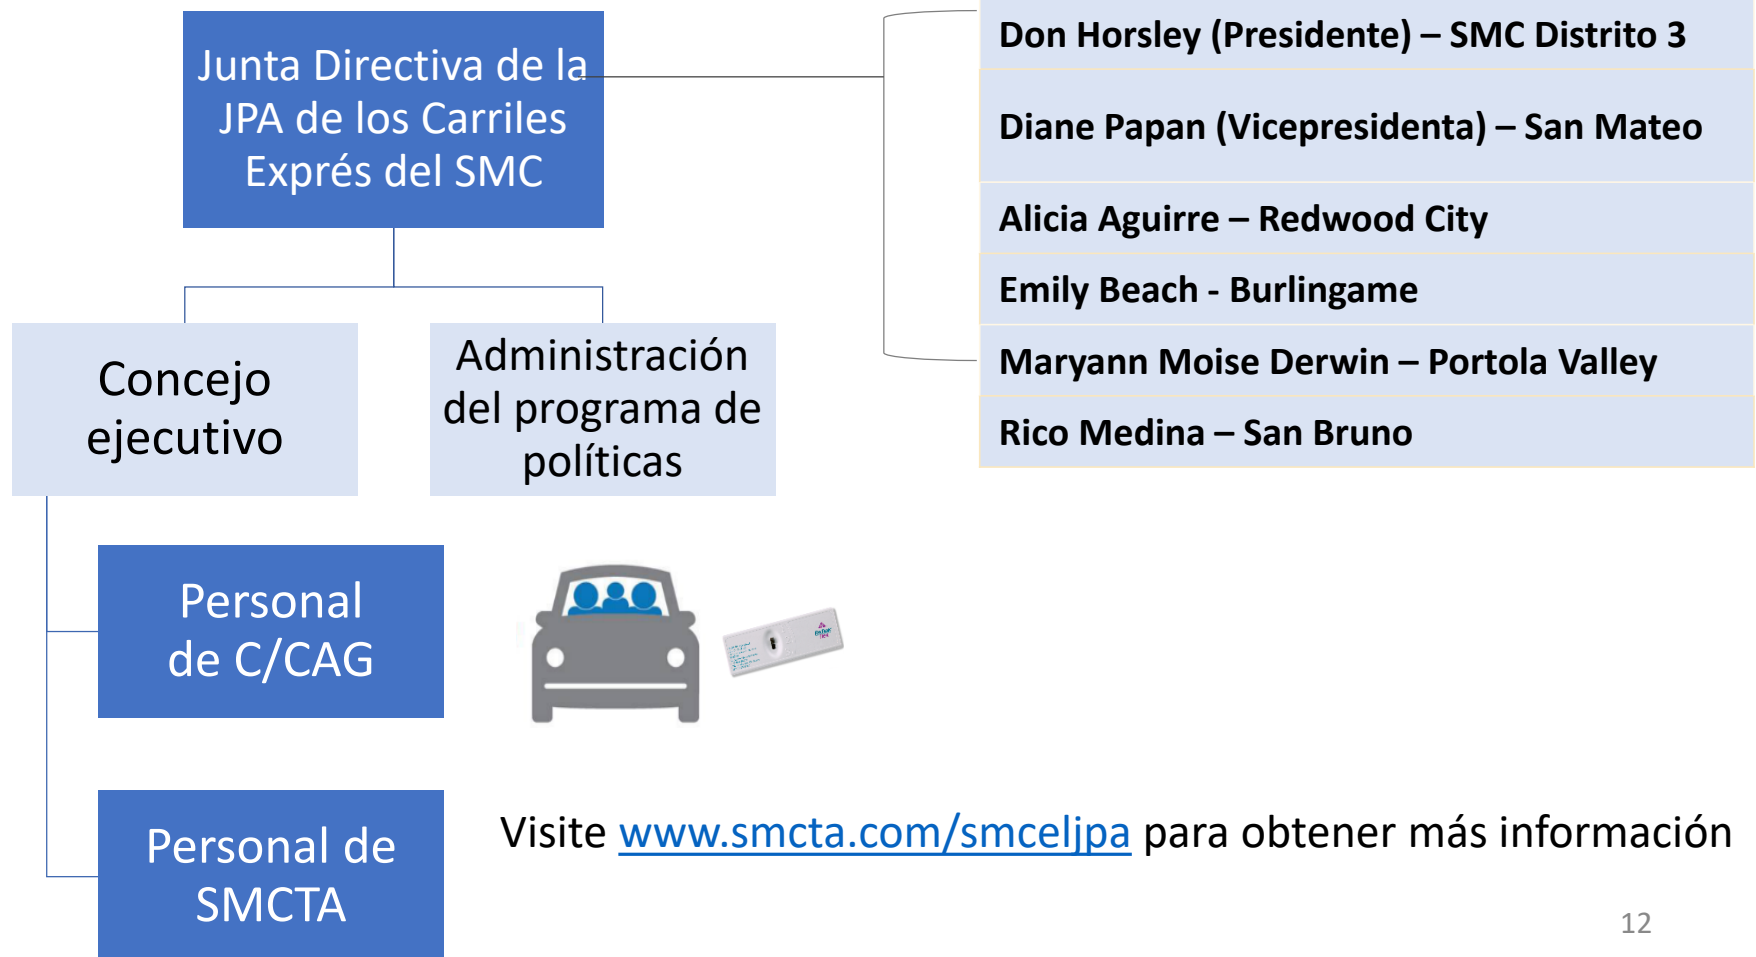 Junta Directiva de la
JPA de los Carriles
Exprés del SMC
Don Horsley (Presidente) – SMC Distrito 3
Diane Papan (Vicepresidenta) – San Mateo
Alicia Aguirre – Redwood City
Emily Beach - Burlingame
Maryann Moise Derwin – Portola Valley
Rico Medina – San Bruno
Concejo
ejecutivo
Administración
del programa de
políticas
Personal
de C/CAG
Personal de
SMCTA
Visite www.smcta.com/smceljpa para obtener más información
12